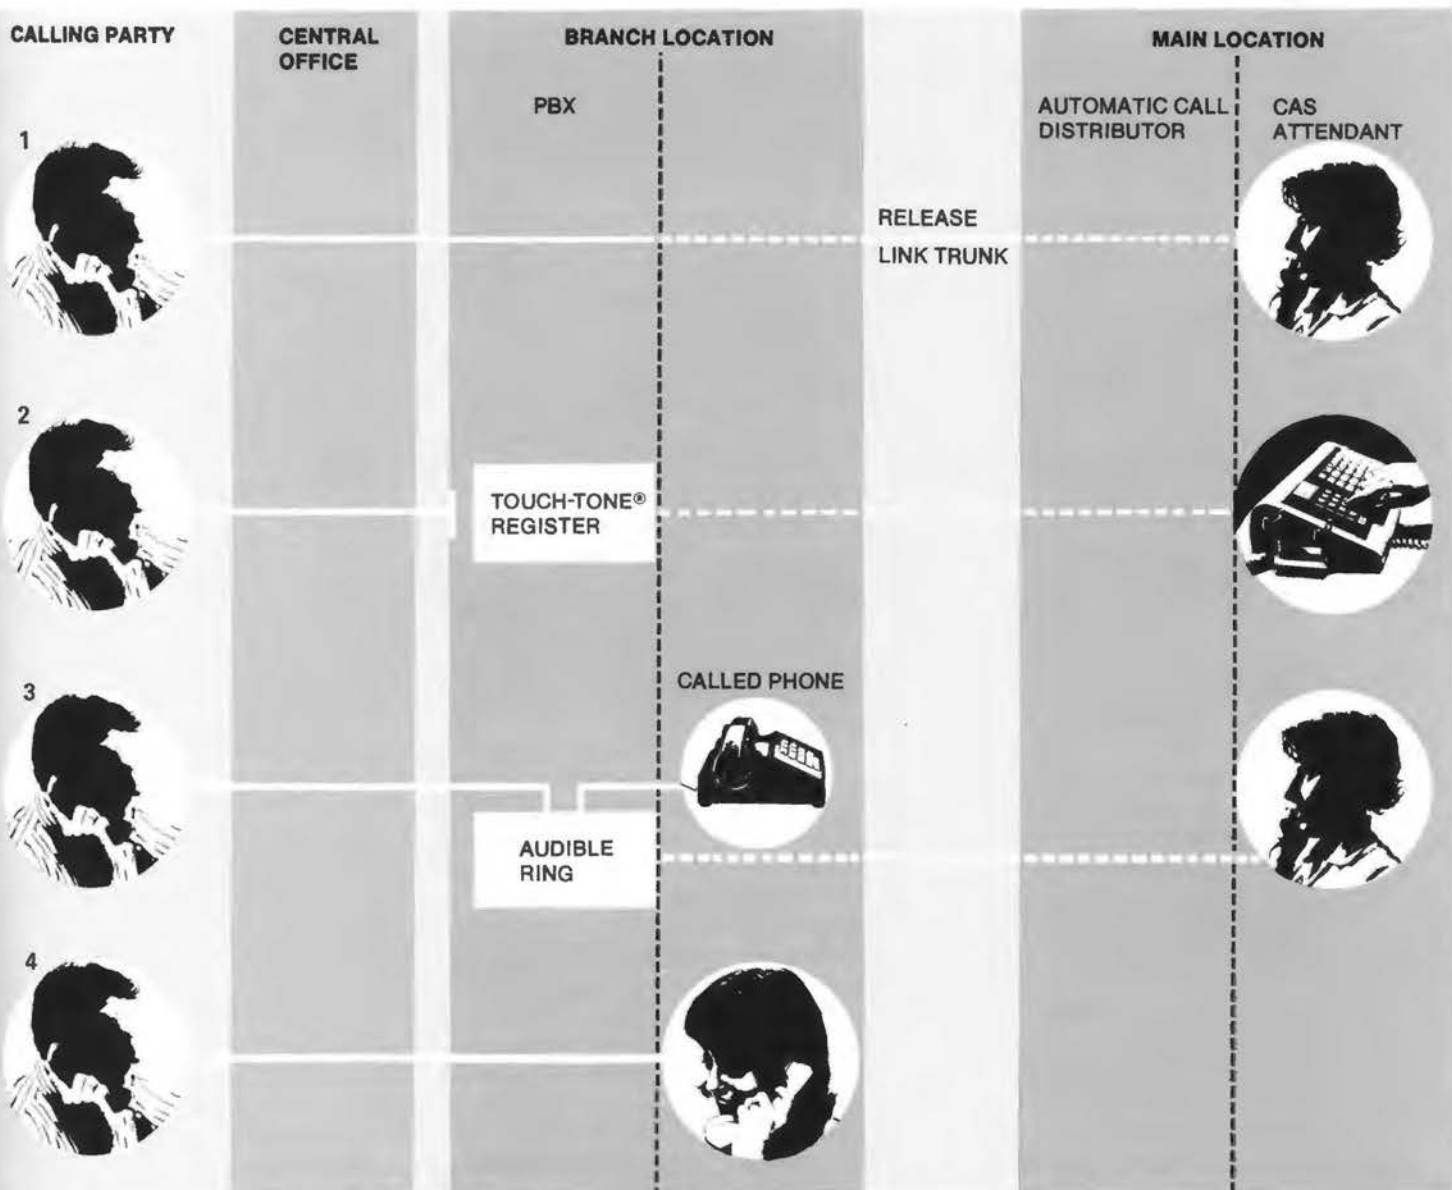 CALLING PARTY
CENTRAL
OFFICE
BRANCH LOCATION
MAIN LOCATION
PBX
AUTOMATIC CALL
DISTRIBUTOR
CAS
ATTENDANT
1
RELEASE
LINK TRUNK
2
TOUCH-TONE®
REGISTER
3
CALLED PHONE
AUDIBLE
RING
4